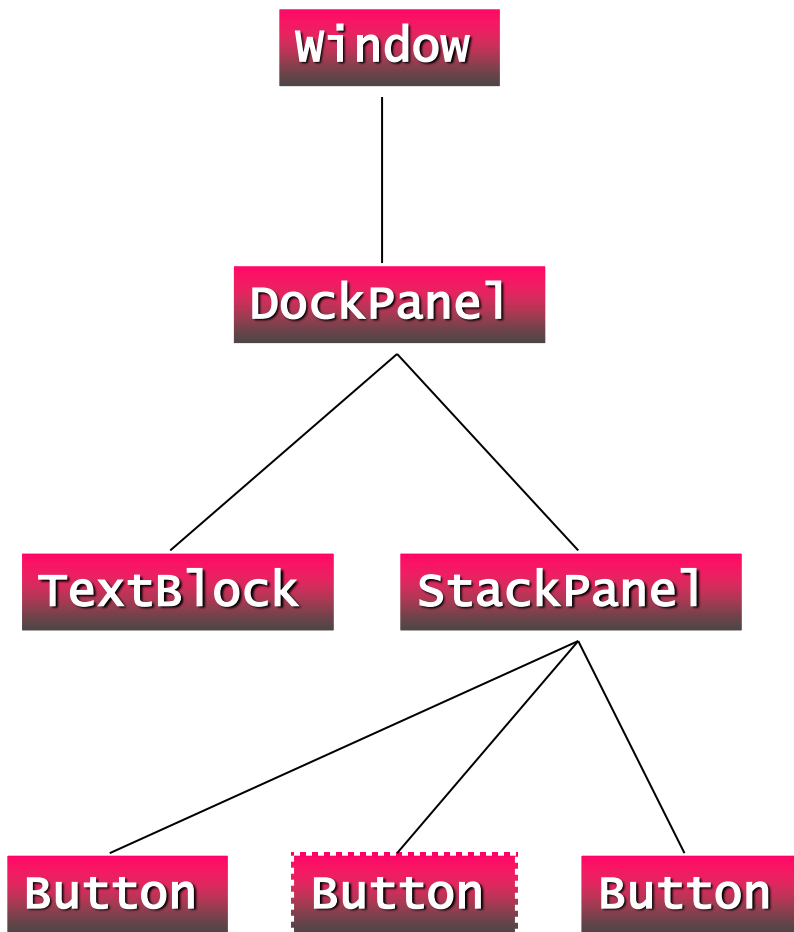 Window
DockPanel
TextBlock
StackPanel
Button
Button
Button